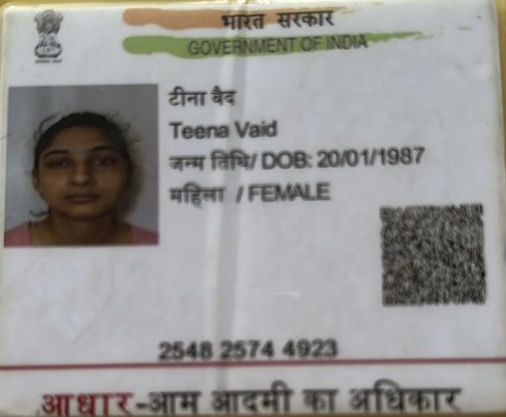 भारत सरकार
GOVERNMENT OF INDIA
टीना वैद
Teena Vaid
जन्म तिथि/ DOB: 20/01/1987
महिला / FEMALE
2548 2574 4923
आधार-आम आदमी का अधिकार